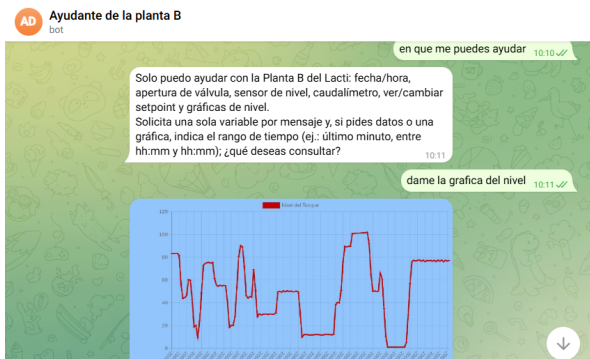 AD
Ayudante de la planta B
bot
en que me puedes ayudar 10:10
Solo puedo ayudar con la Planta B del Lacti: fecha/hora,
apertura de válvula, sensor de nivel, caudalímetro, ver/cambiar
setpoint y gráficas de nivel.
Solicita una sola variable por mensaje y, si pides datos o una
gráfica, indica el rango de tiempo (ej.: último minuto, entre
hh:mm y hh:mm); ¿qué deseas consultar?
10:11
dame la grafica del nivel 10:11
Nivel del Tanque
120
100
80
60
40
20
0